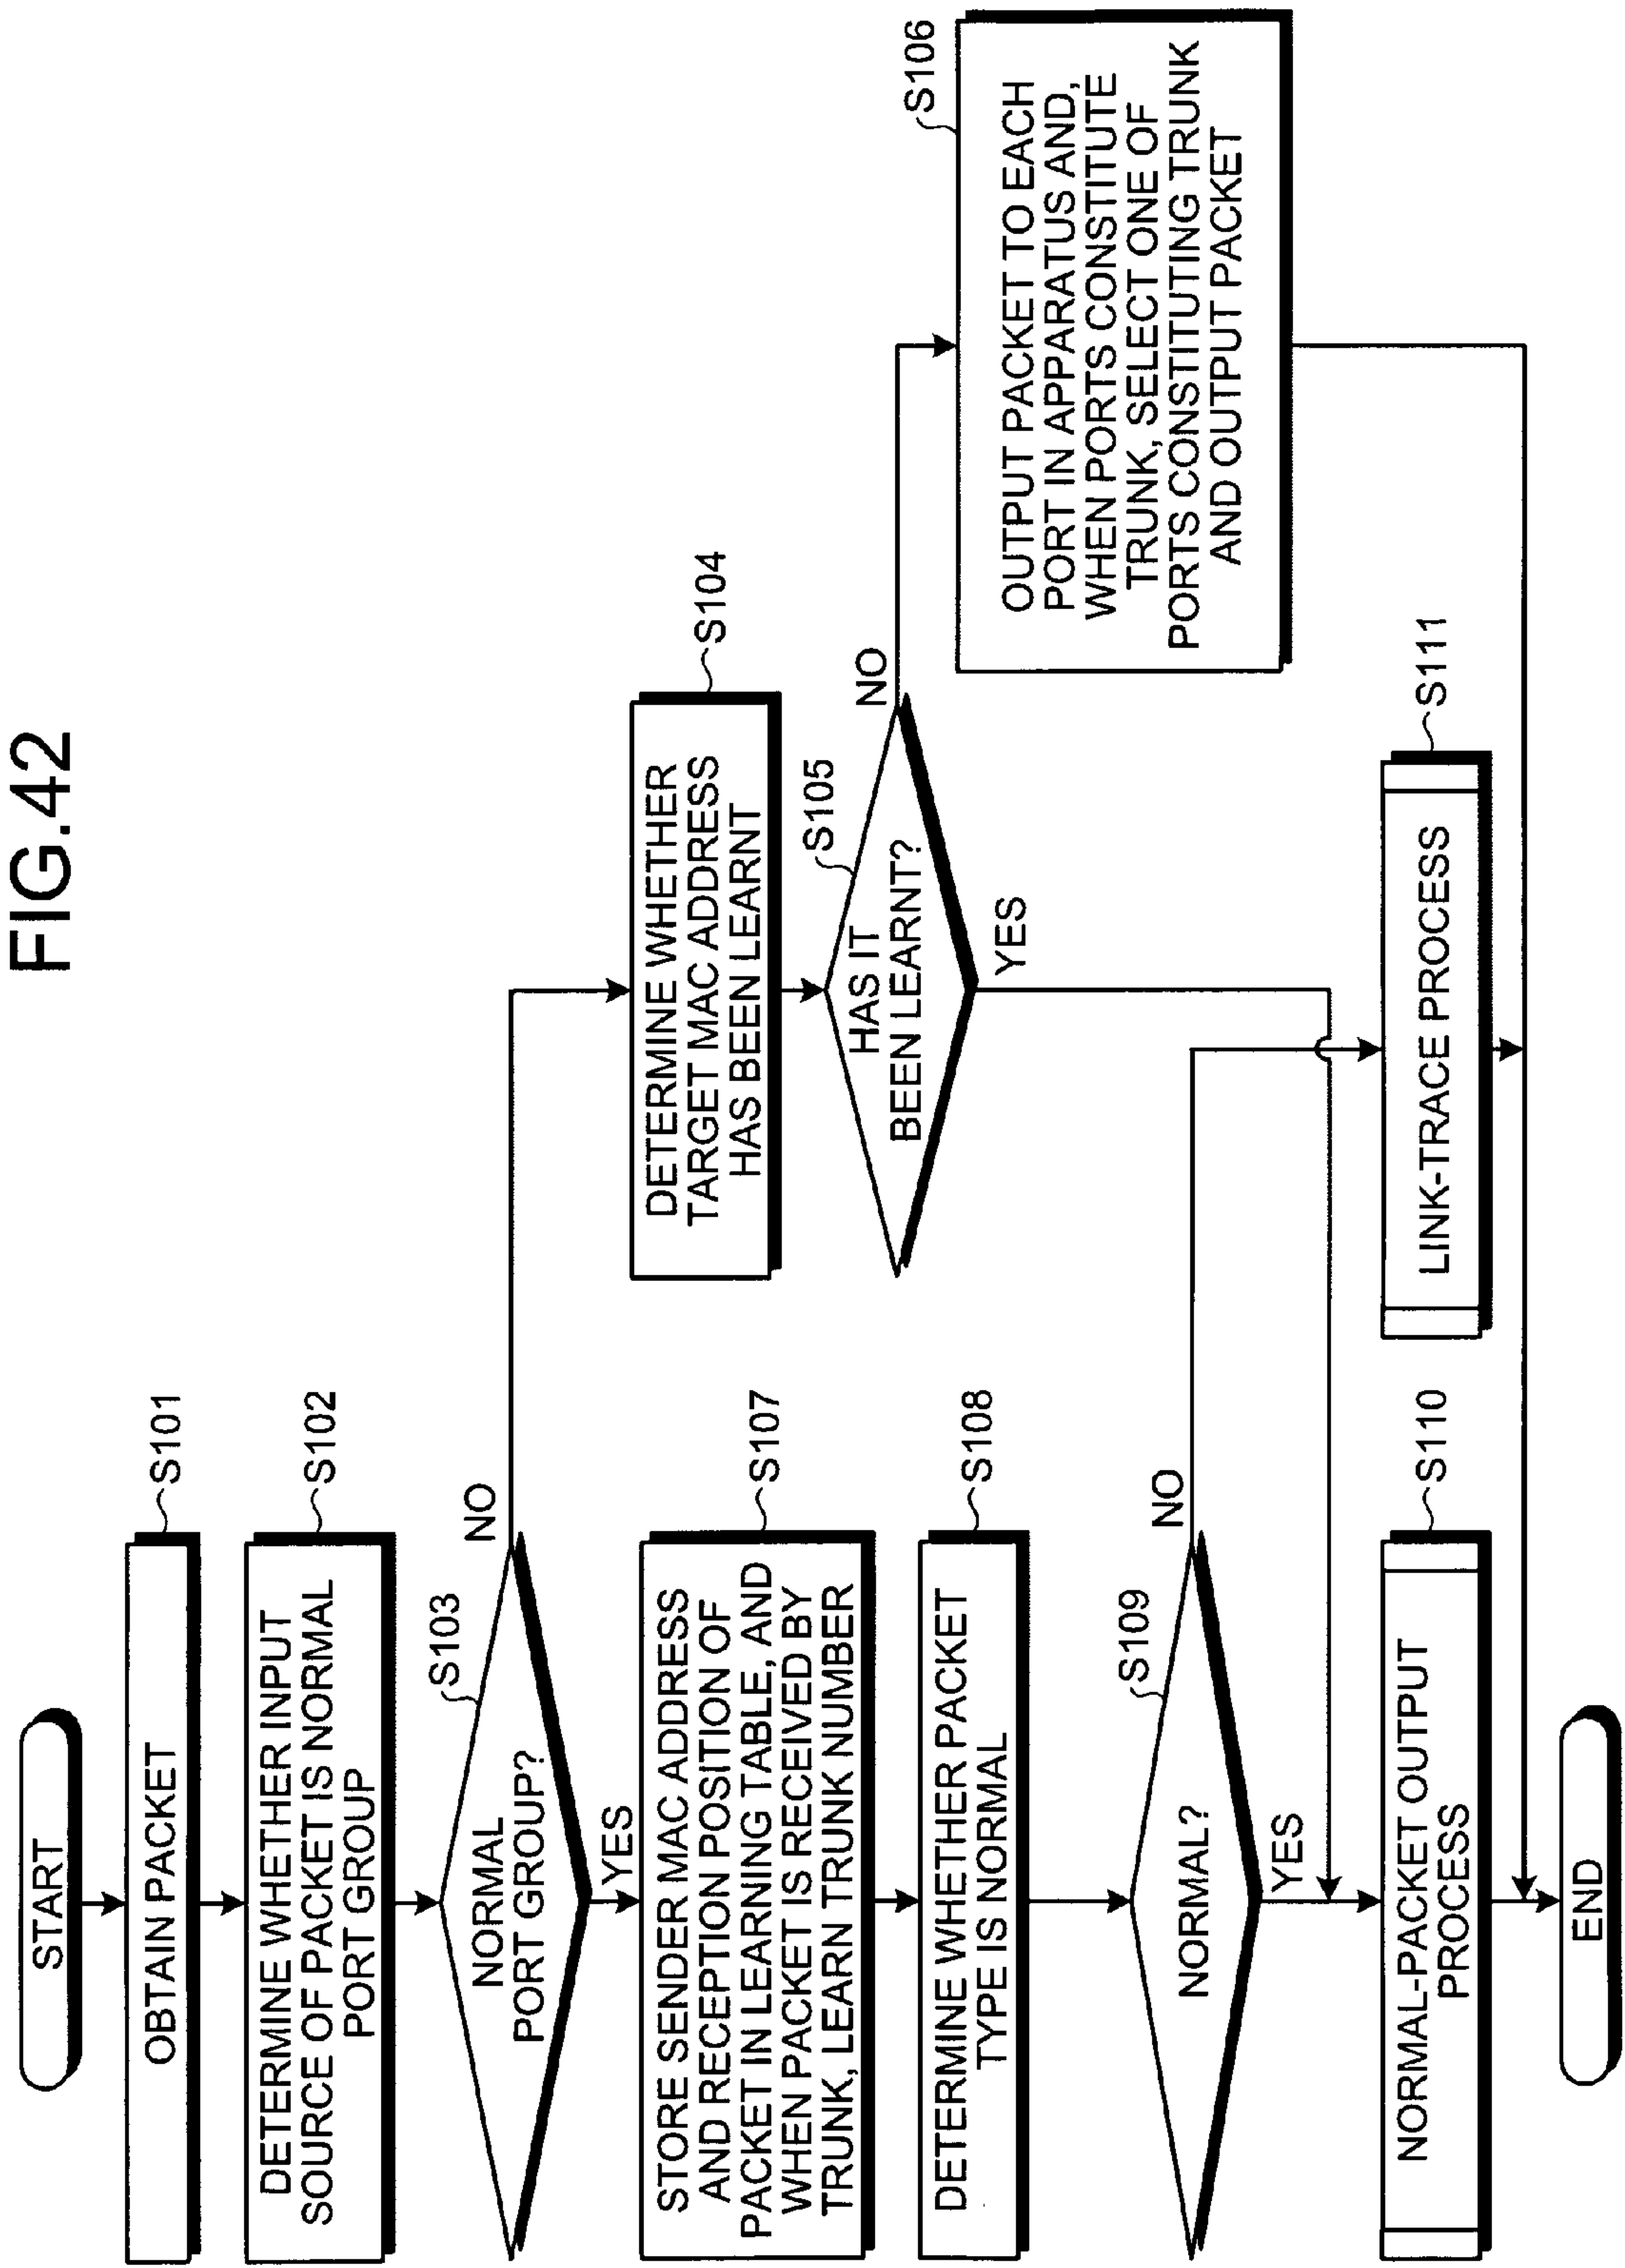 FIG.42
START
OBTAIN PACKET
S101
DETERMINE WHETHER INPUT
SOURCE OF PACKET IS NORMAL
PORT GROUP
S102
NORMAL
PORT GROUP?
S103
NO
YES
DETERMINE WHETHER
TARGET MAC ADDRESS
HAS BEEN LEARNT
S104
HAS IT
BEEN LEARNT?
S105
NO
YES
OUTPUT PACKET TO EACH
PORT IN APPARATUS AND,
WHEN PORTS CONSTITUTE
TRUNK, SELECT ONE OF
PORTS CONSTITUTING TRUNK
AND OUTPUT PACKET
S106
STORE SENDER MAC ADDRESS
AND RECEPTION POSITION OF
PACKET IN LEARNING TABLE, AND
WHEN PACKET IS RECEIVED BY
TRUNK, LEARN TRUNK NUMBER
S107
DETERMINE WHETHER PACKET
TYPE IS NORMAL
S108
NORMAL?
S109
NO
YES
NORMAL-PACKET OUTPUT
PROCESS
S110
LINK-TRACE PROCESS
S111
END